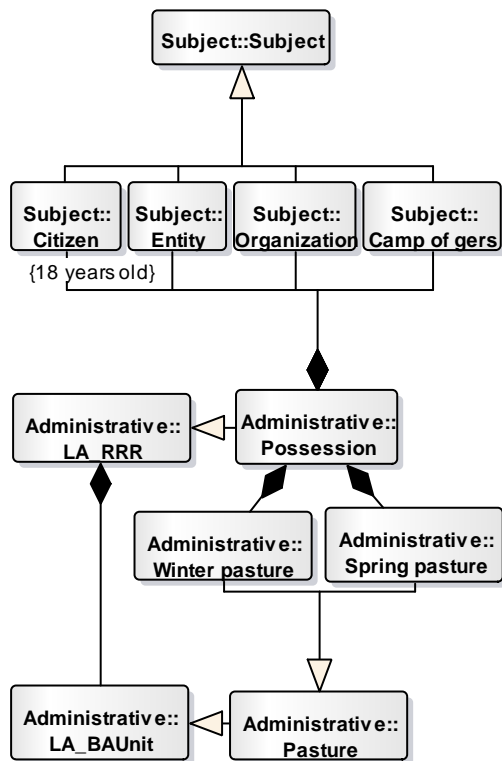 Subject::Subject
Subject::
Citizen
Subject::
Entity
Subject::
Organization
Subject::
Camp of gers
{18 years old}
Administrative::
LA_RRR
Administrative::
Possession
Administrative::
Winter pasture
Administrative::
Spring pasture
Administrative::
LA_BAUnit
Administrative::
Pasture